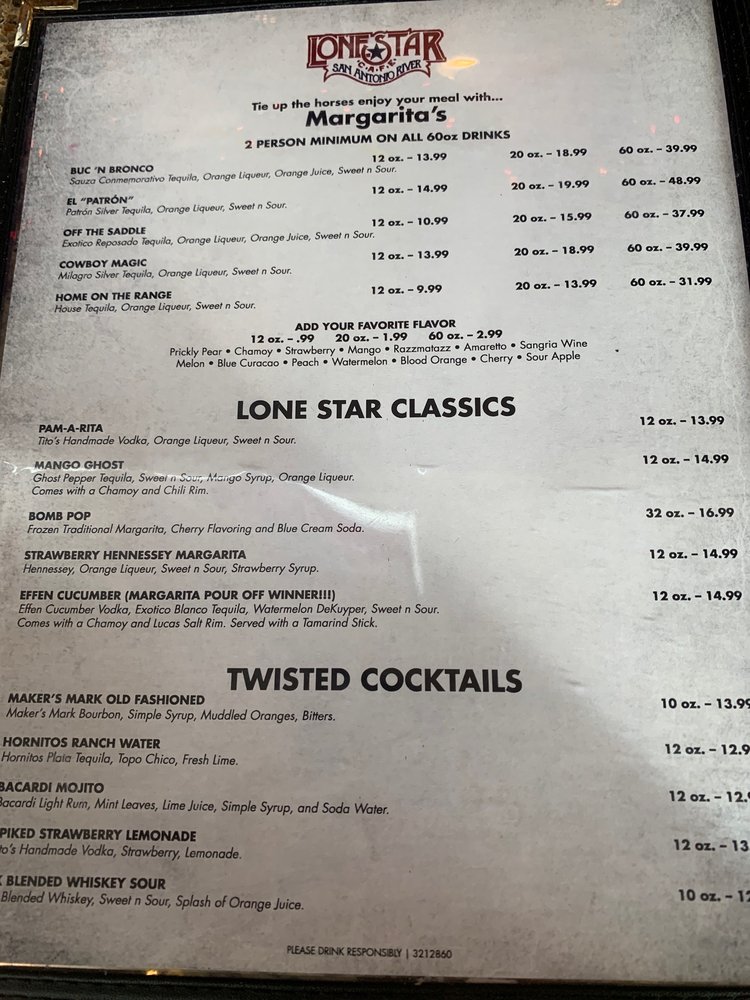 LONE STAR
CAFE
SAN ANTONIO RIVER
Tie up the horses enjoy your meal with...
Margarita's
2 PERSON MINIMUM ON ALL 60oz DRINKS
BUC 'N BRONCO 12 oz. – 13.99 20 oz. – 18.99 60 oz. – 39.99
Sauza Conmemorativo Tequila, Orange Liqueur, Orange Juice, Sweet n Sour.
EL "PATRÓN" 12 oz. – 14.99 20 oz. – 19.99 60 oz. – 48.99
Patrón Silver Tequila, Orange Liqueur, Sweet n Sour.
OFF THE SADDLE 12 oz. – 10.99 20 oz. – 15.99 60 oz. – 37.99
Exotico Reposado Tequila, Orange Liqueur, Orange Juice, Sweet n Sour.
COWBOY MAGIC 12 oz. – 13.99 20 oz. – 18.99 60 oz. – 39.99
Milagro Silver Tequila, Orange Liqueur, Sweet n Sour.
HOME ON THE RANGE 12 oz. – 9.99 20 oz. – 13.99 60 oz. – 31.99
House Tequila, Orange Liqueur, Sweet n Sour.
ADD YOUR FAVORITE FLAVOR
12 oz. – .99 20 oz. – 1.99 60 oz. – 2.99
Prickly Pear • Chamoy • Strawberry • Mango • Razzmatazz • Amaretto • Sangria Wine
Melon • Blue Curacao • Peach • Watermelon • Blood Orange • Cherry • Sour Apple
LONE STAR CLASSICS
PAM-A-RITA 12 oz. – 13.99
Tito's Handmade Vodka, Orange Liqueur, Sweet n Sour.
MANGO GHOST 12 oz. – 14.99
Ghost Pepper Tequila, Sweet n Sour, Mango Syrup, Orange Liqueur.
Comes with a Chamoy and Chili Rim.
BOMB POP 32 oz. – 16.99
Frozen Traditional Margarita, Cherry Flavoring and Blue Cream Soda.
STRAWBERRY HENNESSEY MARGARITA 12 oz. – 14.99
Hennessey, Orange Liqueur, Sweet n Sour, Strawberry Syrup.
EFFEN CUCUMBER (MARGARITA POUR OFF WINNER!!!) 12 oz. – 14.99
Effen Cucumber Vodka, Exotico Blanco Tequila, Watermelon DeKuyper, Sweet n Sour.
Comes with a Chamoy and Lucas Salt Rim. Served with a Tamarind Stick.
TWISTED COCKTAILS
MAKER'S MARK OLD FASHIONED 10 oz. – 13.99
Maker's Mark Bourbon, Simple Syrup, Muddled Oranges, Bitters.
HORNITOS RANCH WATER 12 oz. – 12.9
Hornitos Plata Tequila, Topo Chico, Fresh Lime.
BACARDI MOJITO 12 oz. – 12.
Bacardi Light Rum, Mint Leaves, Lime Juice, Simple Syrup, and Soda Water.
PIKED STRAWBERRY LEMONADE 12 oz. – 13
to's Handmade Vodka, Strawberry, Lemonade.
BLENDED WHISKEY SOUR 10 oz. – 12
Blended Whiskey, Sweet n Sour, Splash of Orange Juice.
PLEASE DRINK RESPONSIBLY | 3212860